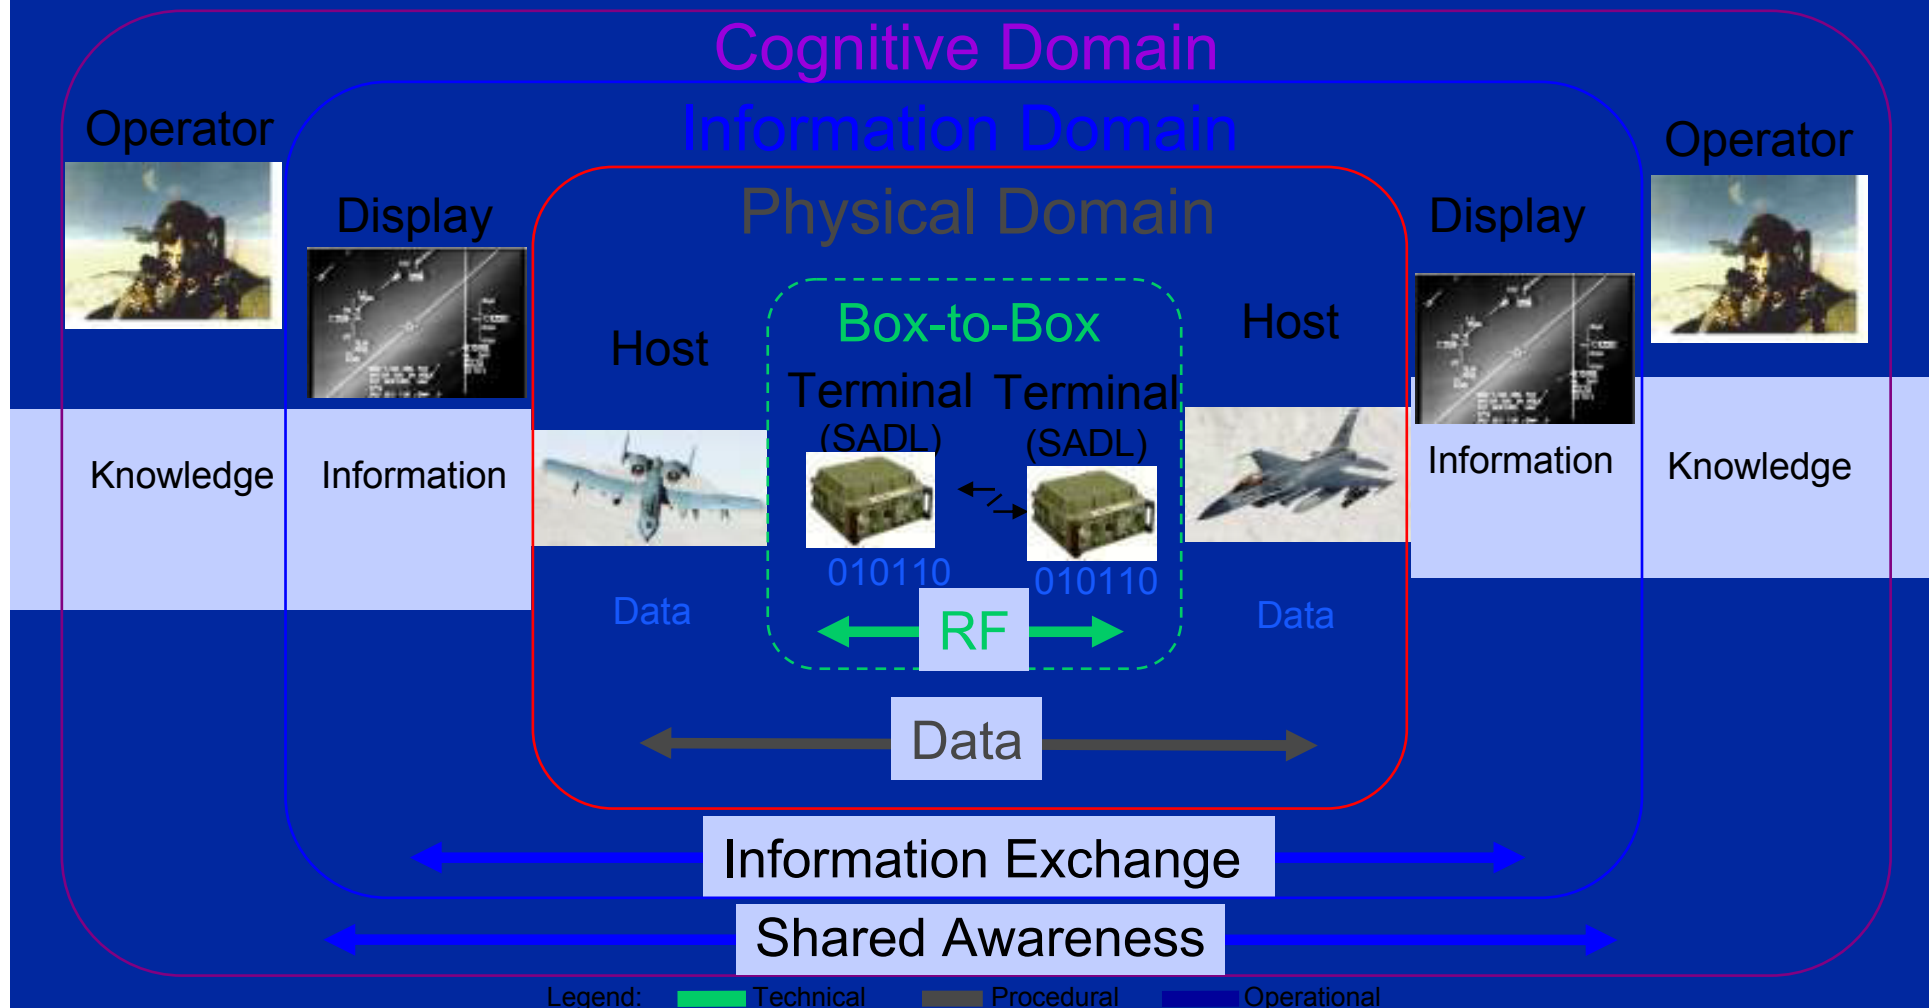 Cognitive Domain
Information Domain
Physical Domain
Operator
Operator
Display
Display
Host
Host
Box-to-Box
Terminal
(SADL)
Terminal
(SADL)
Knowledge
Information
Information
Knowledge
010110
010110
Data
Data
RF
Data
Information Exchange
Shared Awareness
Legend: Technical Procedural Operational